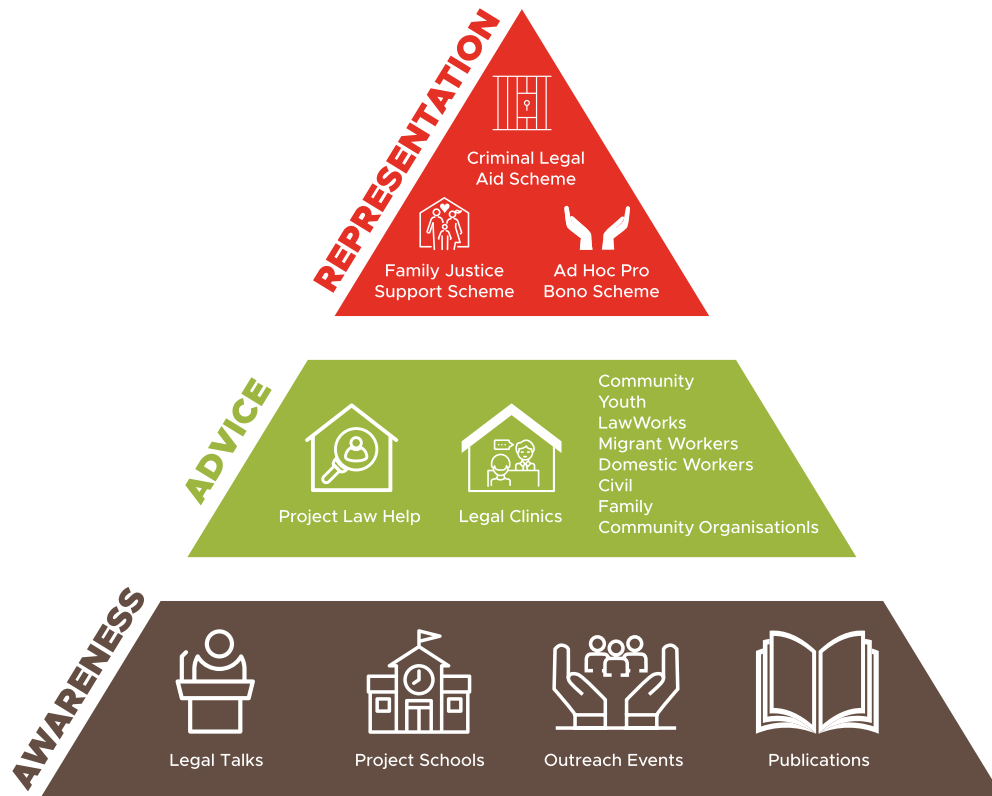 REPRESENTATION
Criminal Legal
Aid Scheme
Family Justice
Support Scheme
Ad Hoc Pro
Bono Scheme
ADVICE
Project Law Help
Legal Clinics
Community
Youth
LawWorks
Migrant Workers
Domestic Workers
Civil
Family
Community Organisationls
AWARENESS
Legal Talks
Project Schools
Outreach Events
Publications